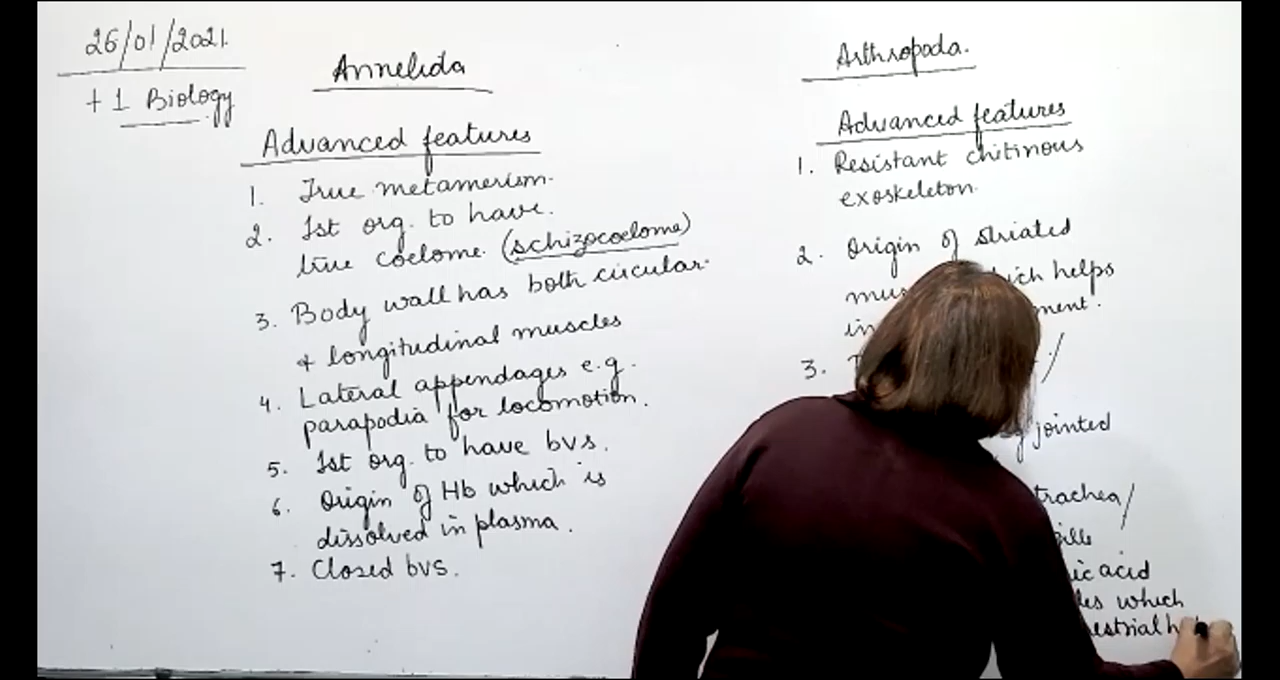 26/01/2021.
+1 Biology
Annelida
Advanced features
1. True metamerism.
2. 1st org. to have.
true coelome. (schizocoelome)
3. Body wall has both circular.
& longitudinal muscles
4. Lateral appendages e.g.
parapodia for locomotion.
5. 1st org. to have bvs.
6. Origin of Hb which is
dissolved in plasma.
7. Closed bvs.
Arthropoda.
Advanced features
1. Resistant chitinous
exoskeleton.
2. Origin of striated
helps
in
3.
jointed
trachea/
acid
which